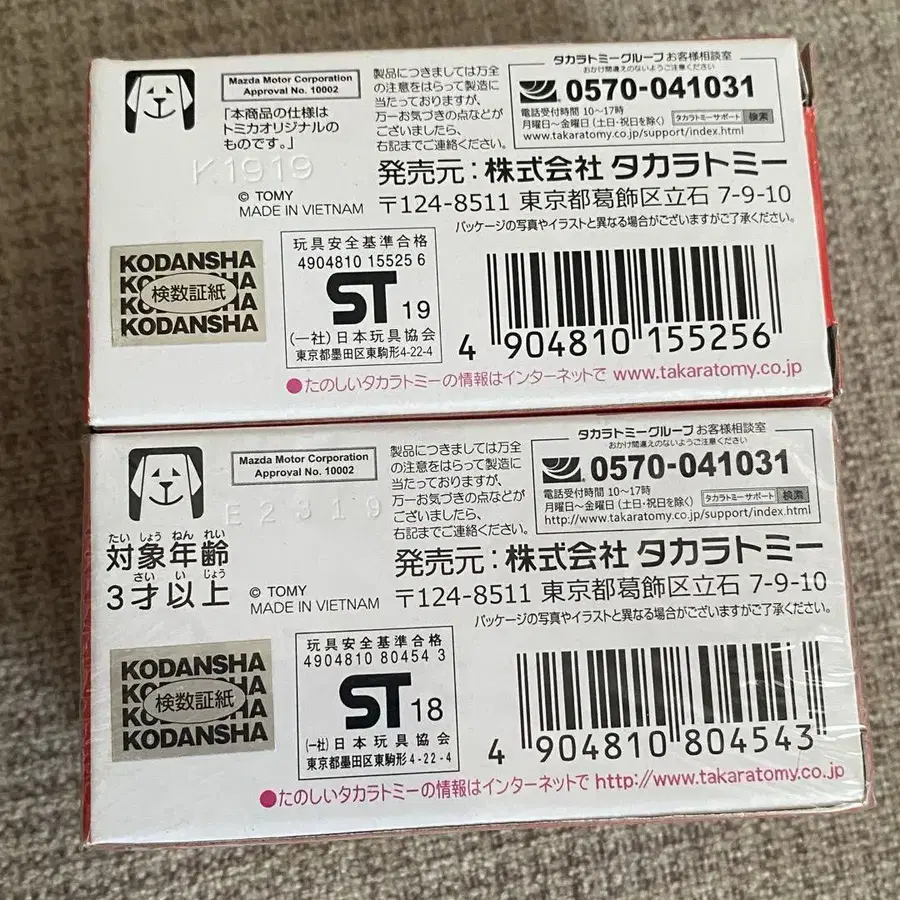 Mazda Motor Corporation
Approval No. 10002
「本商品の仕様は
トミカオリジナルの
ものです。」
K1919
© TOMY
MADE IN VIETNAM
製品につきましては万全
の注意をはらって製造に
当たっておりますが、
万一お気づきの点などが
ございましたら、
右記までご連絡ください。
タカラトミーグループ お客様相談室
おかけ間違えのないようご注意ください
0570-041031
電話受付時間 10〜17時
月曜日〜金曜日 (土・祝日を除く) タカラトミーサポート 検索
www.takaratomy.co.jp/support/index.html
発売元:株式会社 タカラトミー
〒124-8511 東京都葛飾区立石 7-9-10
パッケージの写真やイラストと異なる場合がございますがご了承ください。
KODANSHA
KODANSHA
検数証紙
KODANSHA
KODANSHA
玩具安全基準合格
4904810 15525 6
ST 19
(一社)日本玩具協会
東京都墨田区東駒形4-22-4
4 904810 155256
●たのしいタカラトミーの情報はインターネットで www.takaratomy.co.jp
Mazda Motor Corporation
Approval No. 10002
E2319
たいしょうねんれい
対象年齢
さいいじょう
3才以上
© TOMY
MADE IN VIETNAM
製品につきましては万全
の注意をはらって製造に
当たっておりますが、
万一お気づきの点などが
ございましたら、
右記までご連絡ください。
タカラトミーグループ お客様相談室
おかけ間違えのないようご注意ください
0570-041031
電話受付時間 10〜17時
月曜日〜金曜日 (土・日・祝日を除く) タカラトミーサポート 検索
http://www.takaratomy.co.jp/support/index.html
発売元:株式会社 タカラトミー
〒124-8511 東京都葛飾区立石 7-9-10
パッケージの写真やイラストと異なる場合がございますがご了承ください。
KODANSHA
KODANSHA
検数証紙
KODANSHA
KODANSHA
玩具安全基準合格
4904810 80454 3
ST 18
(一社)日本玩具協会
東京都墨田区東駒形4-22-4
4 904810 804543
●たのしいタカラトミーの情報はインターネットで http://www.takaratomy.co.jp